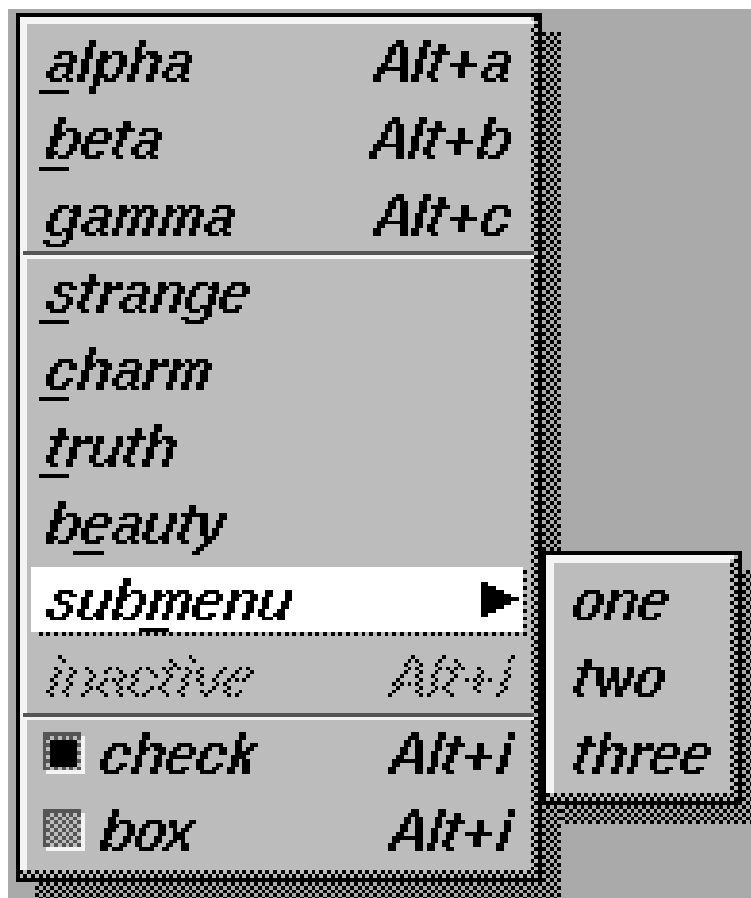 alpha Alt+a
beta Alt+b
gamma Alt+c
strange
charm
truth
beauty
submenu
inactive Alt+i
check Alt+i
box Alt+i
one
two
three